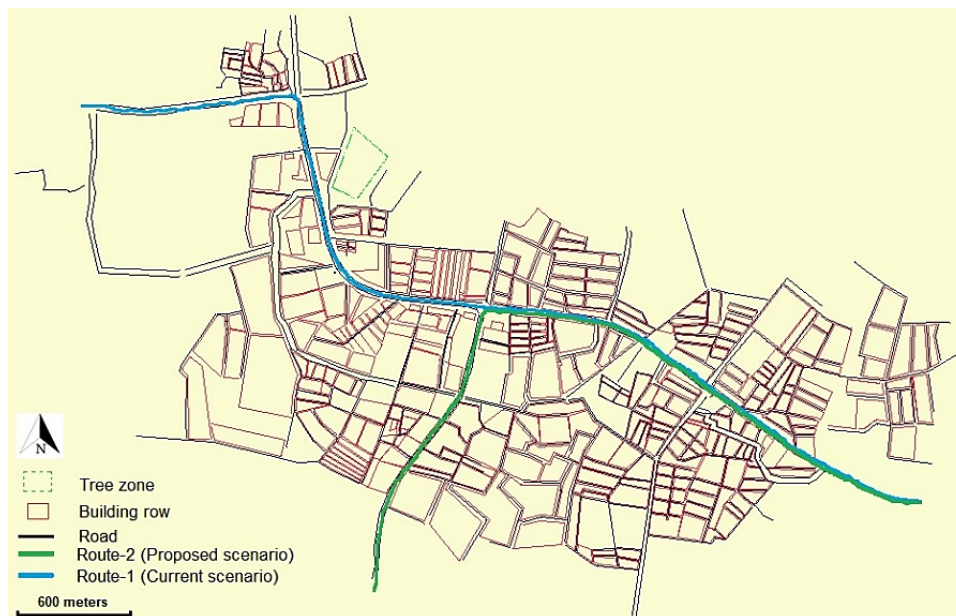 N
Tree zone
Building row
Road
Route-2 (Proposed scenario)
Route-1 (Current scenario)
600 meters